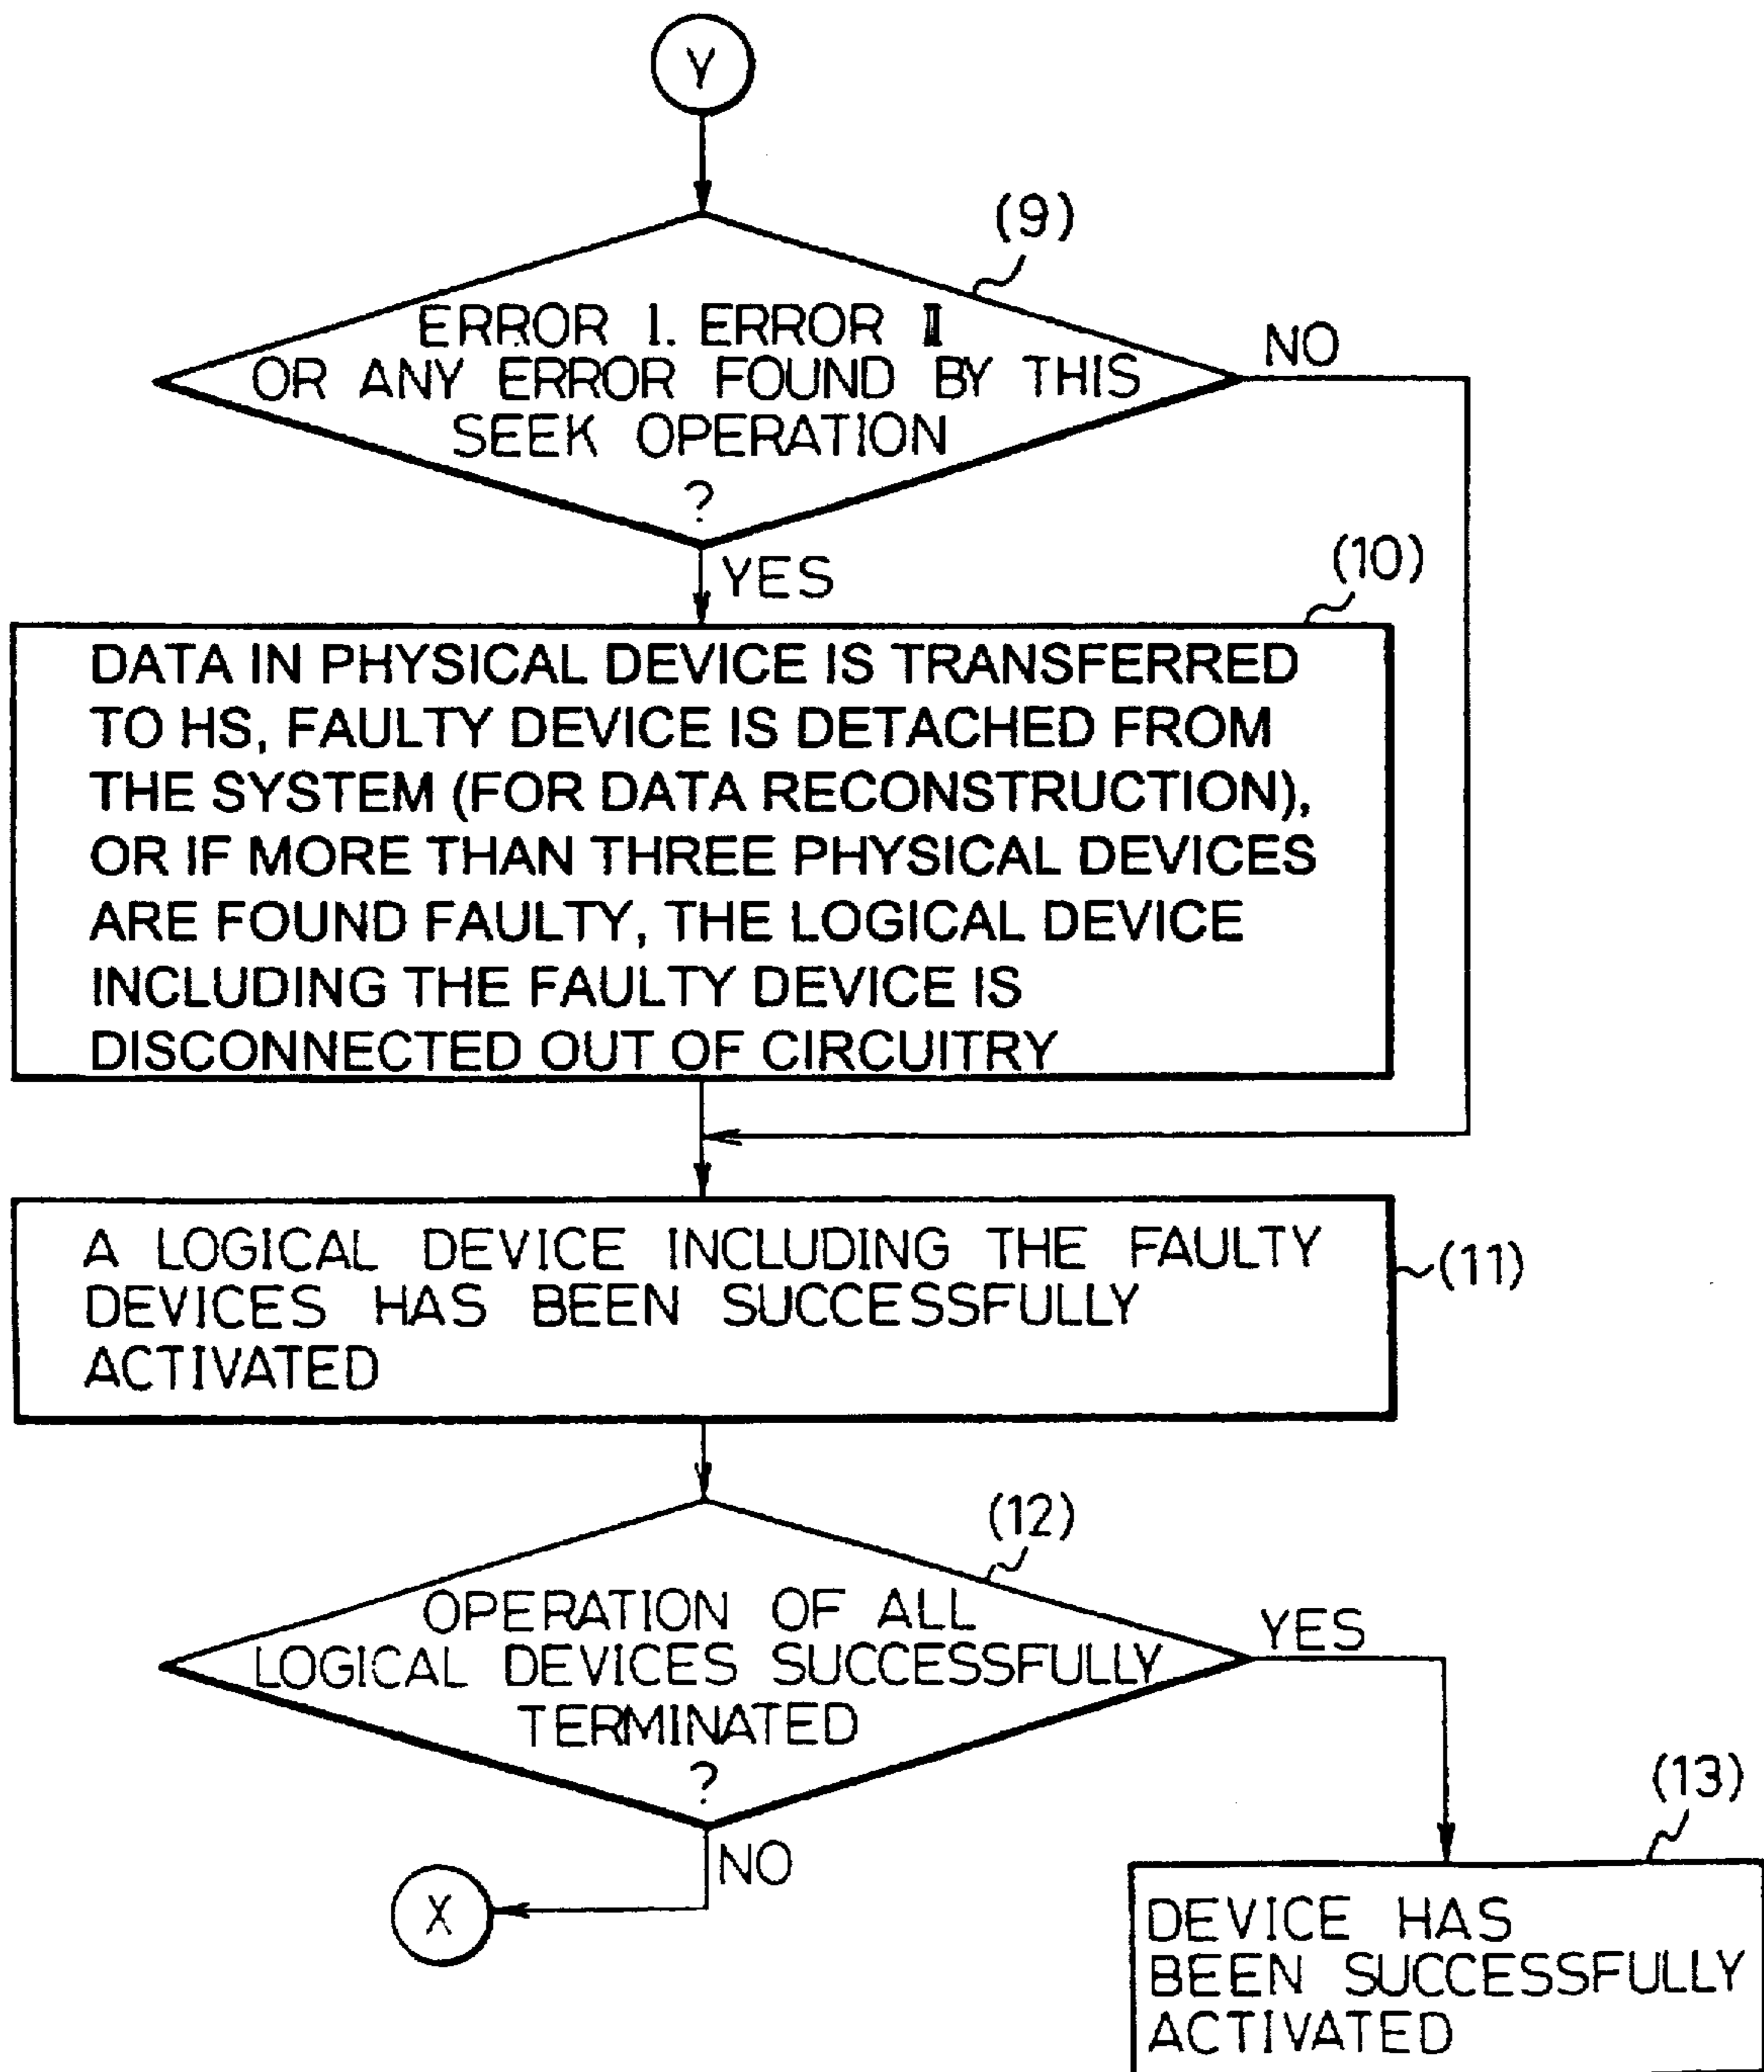 Y
(9)
ERROR I. ERROR II
OR ANY ERROR FOUND BY THIS
SEEK OPERATION
?
NO
YES
(10)
DATA IN PHYSICAL DEVICE IS TRANSFERRED
TO HS, FAULTY DEVICE IS DETACHED FROM
THE SYSTEM (FOR DATA RECONSTRUCTION),
OR IF MORE THAN THREE PHYSICAL DEVICES
ARE FOUND FAULTY, THE LOGICAL DEVICE
INCLUDING THE FAULTY DEVICE IS
DISCONNECTED OUT OF CIRCUITRY
A LOGICAL DEVICE INCLUDING THE FAULTY
DEVICES HAS BEEN SUCCESSFULLY
ACTIVATED
(11)
(12)
OPERATION OF ALL
LOGICAL DEVICES SUCCESSFULLY
TERMINATED
?
YES
NO
X
(13)
DEVICE HAS
BEEN SUCCESSFULLY
ACTIVATED